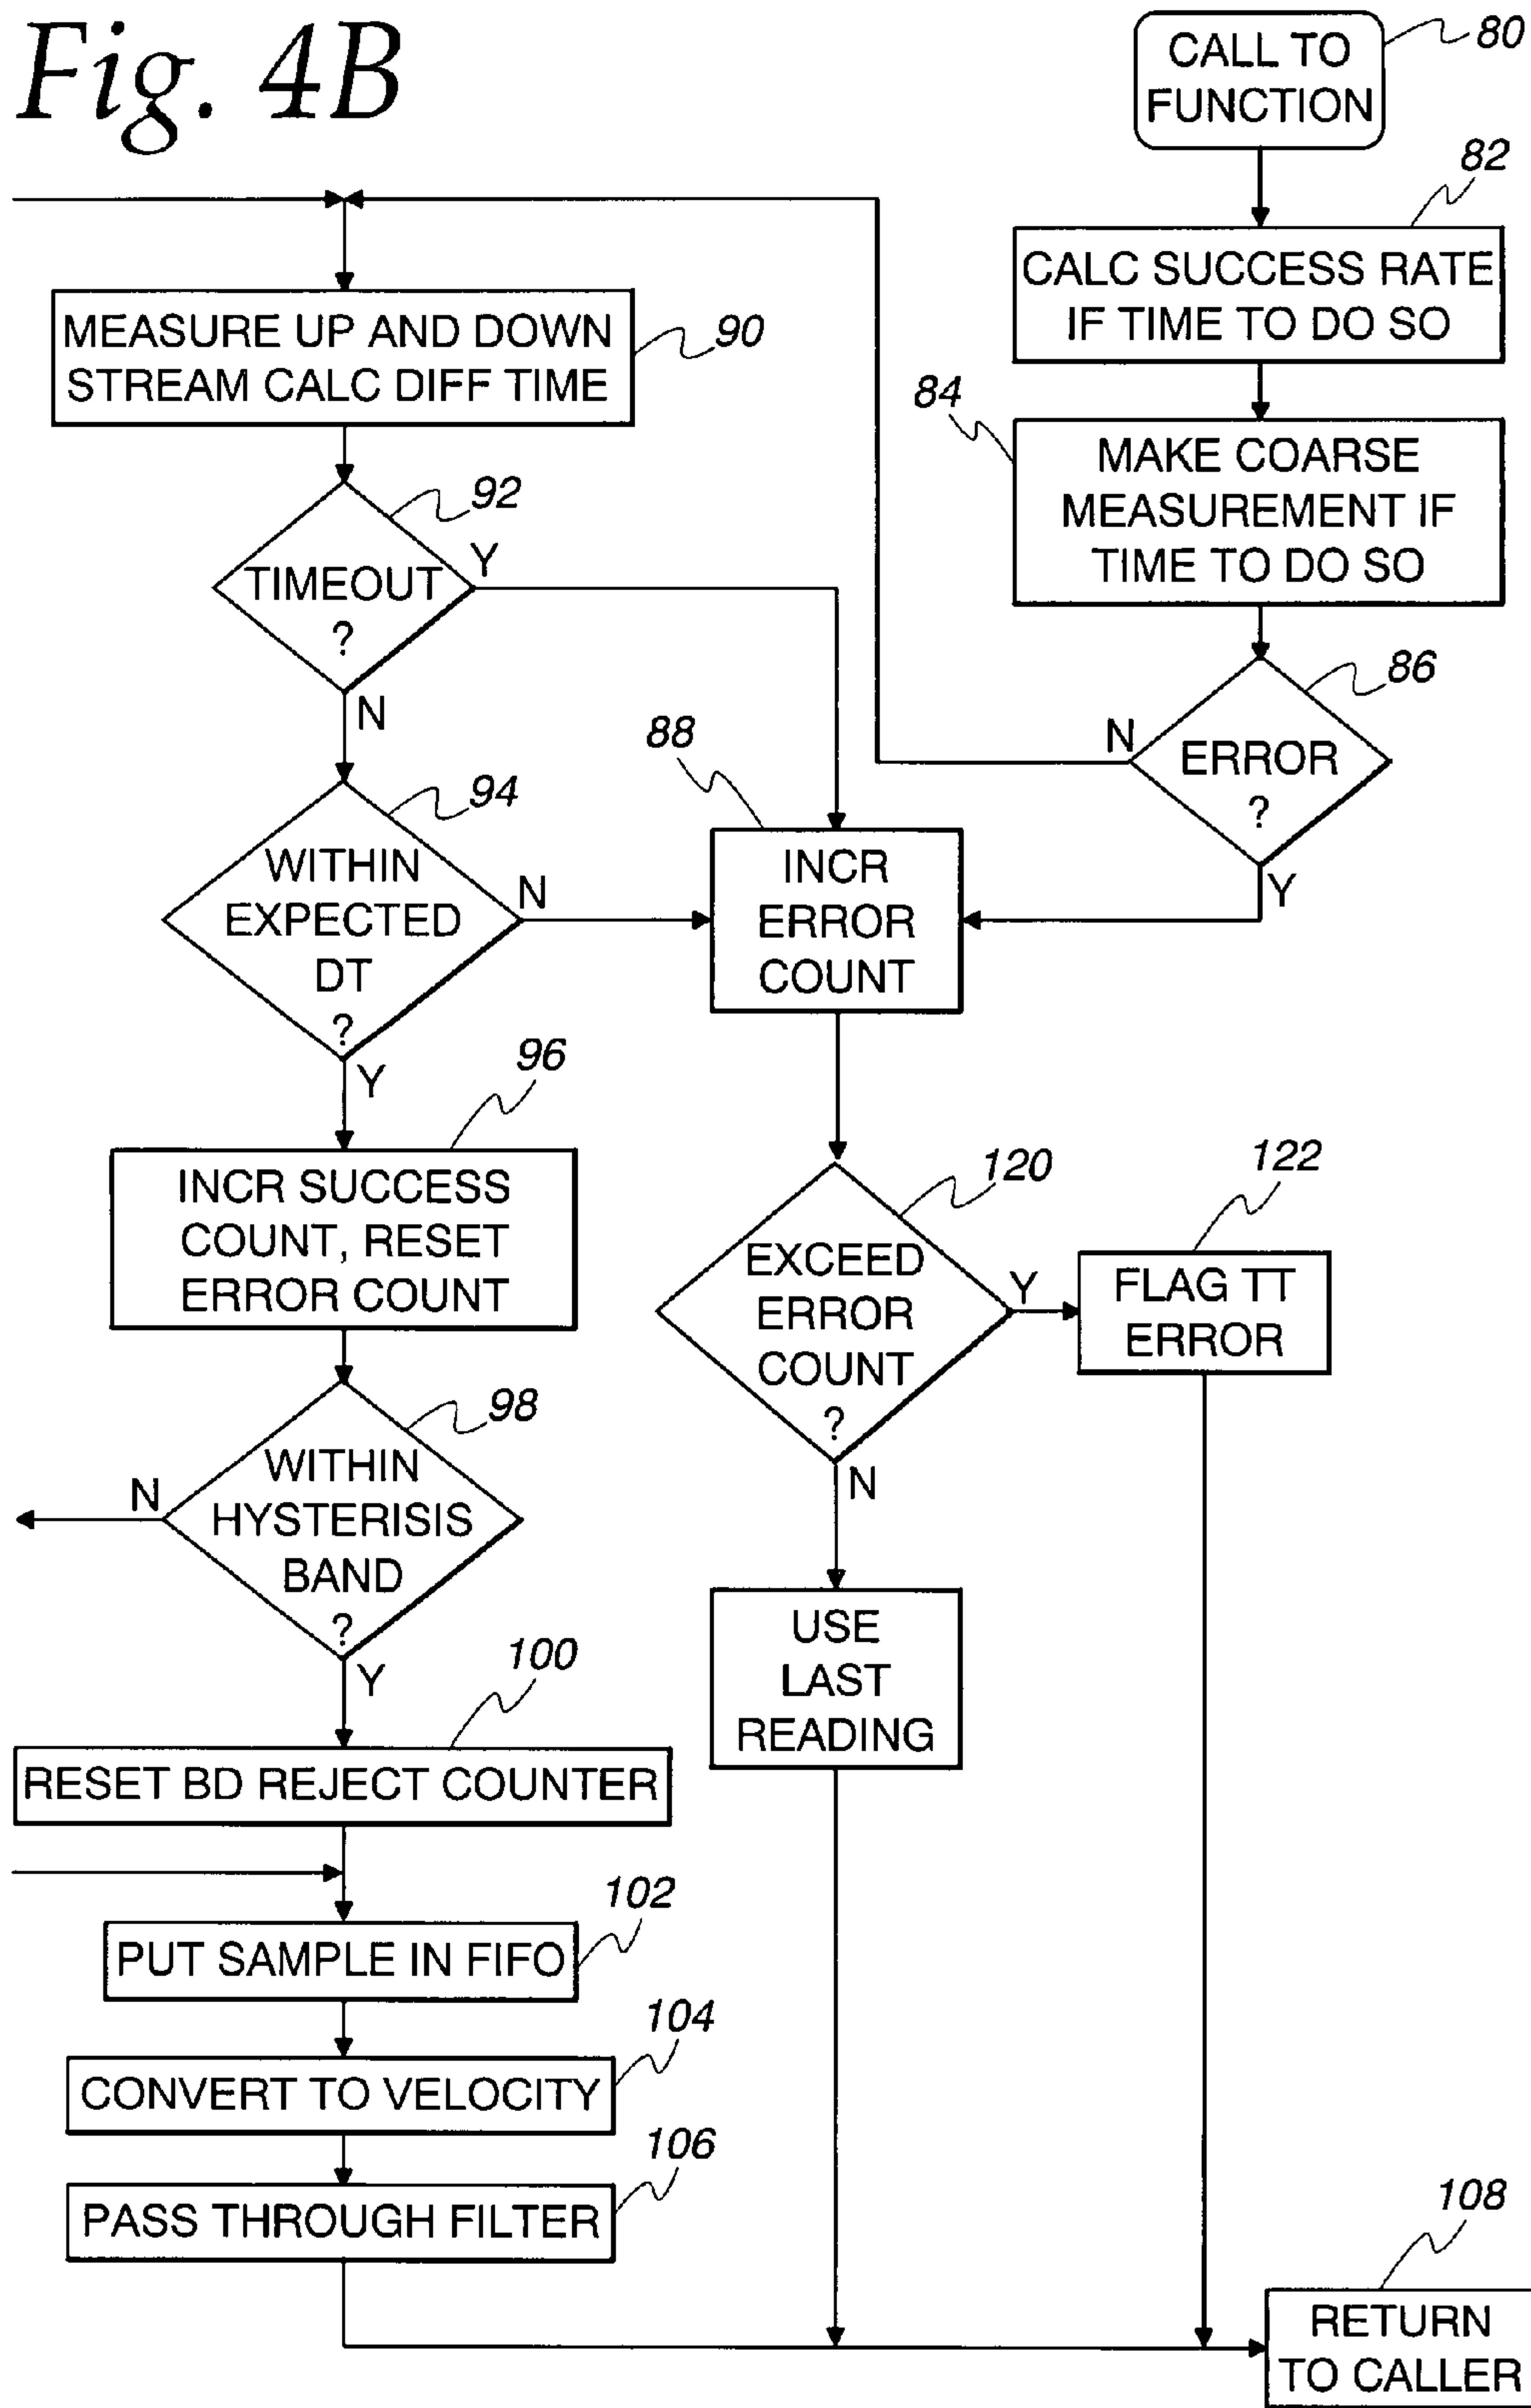 Fig. 4B
CALL TO
FUNCTION
80
82
CALC SUCCESS RATE
IF TIME TO DO SO
84
MAKE COARSE
MEASUREMENT IF
TIME TO DO SO
86
ERROR
?
N
Y
MEASURE UP AND DOWN
STREAM CALC DIFF TIME
90
92
TIMEOUT
?
Y
N
94
WITHIN
EXPECTED
DT
?
N
Y
88
INCR
ERROR
COUNT
96
INCR SUCCESS
COUNT, RESET
ERROR COUNT
98
WITHIN
HYSTERISIS
BAND
?
N
Y
100
RESET BD REJECT COUNTER
102
PUT SAMPLE IN FIFO
104
CONVERT TO VELOCITY
106
PASS THROUGH FILTER
120
EXCEED
ERROR
COUNT
?
Y
N
122
FLAG TT
ERROR
USE
LAST
READING
108
RETURN
TO CALLER